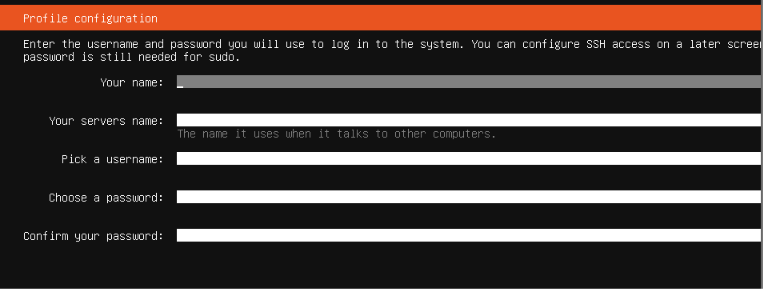 Profile configuration
Enter the username and password you will use to log in to the system. You can configure SSH access on a later screen
password is still needed for sudo.
Your name:
Your servers name:
The name it uses when it talks to other computers.
Pick a username:
Choose a password:
Confirm your password: